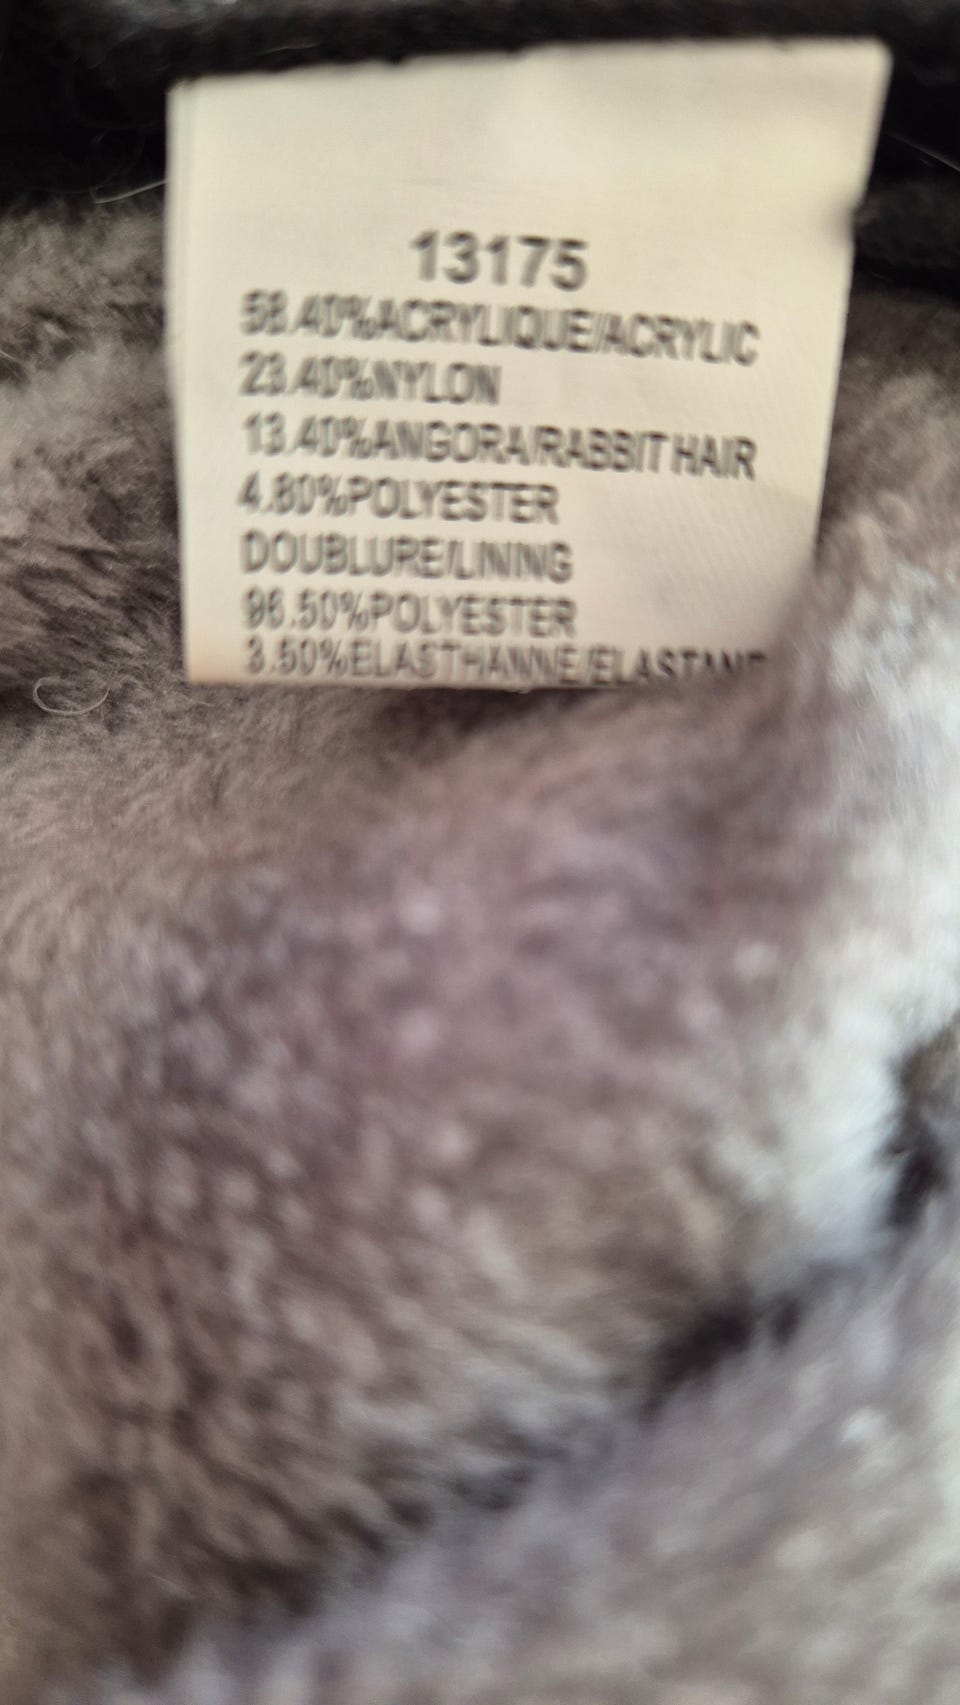 13175
58.40%ACRYLIQUE/ACRYLIC
23.40%NYLON
13.40%ANGORA/RABBIT HAIR
4.80%POLYESTER
DOUBLURE/LINING
96.50%POLYESTER
3.50%ELASTHANNE/ELASTANE